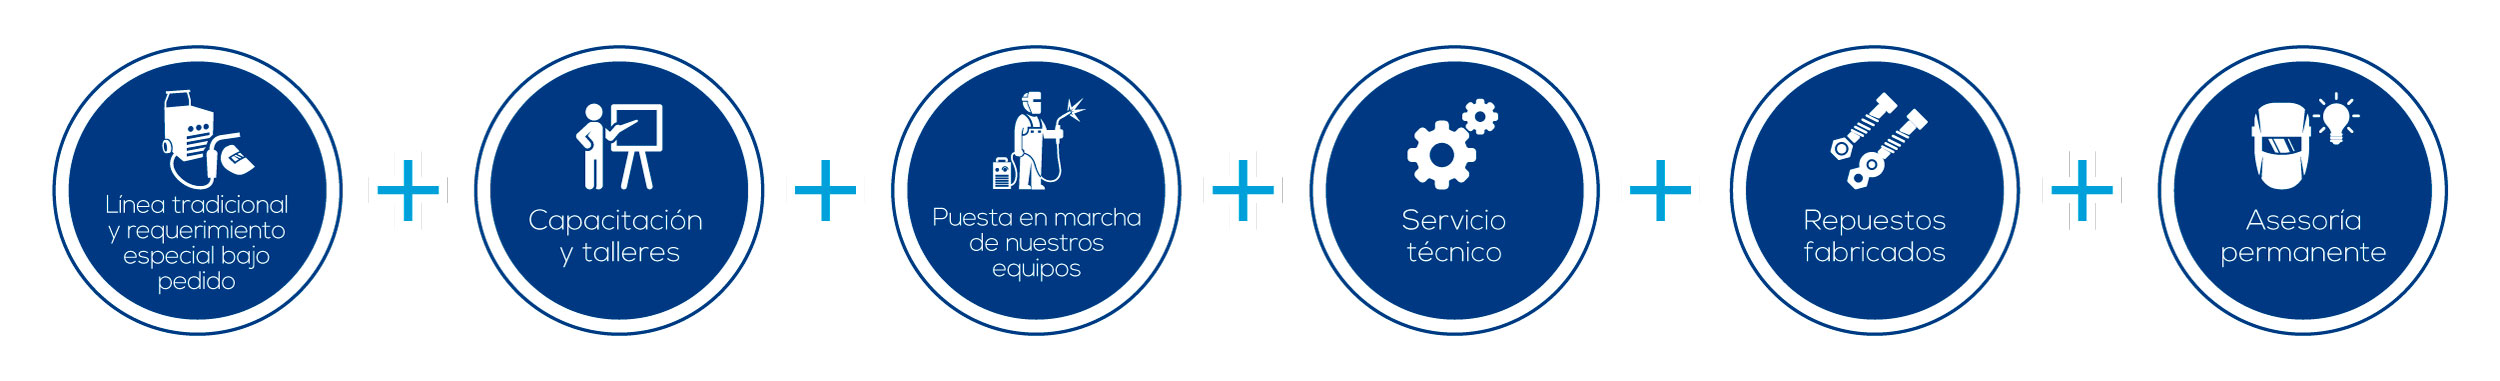 Línea tradicional
y requerimiento
especial bajo
pedido
Capacitación
y talleres
Puesta en marcha
de nuestros
equipos
Servicio
técnico
Repuestos
fabricados
Asesoría
permanente